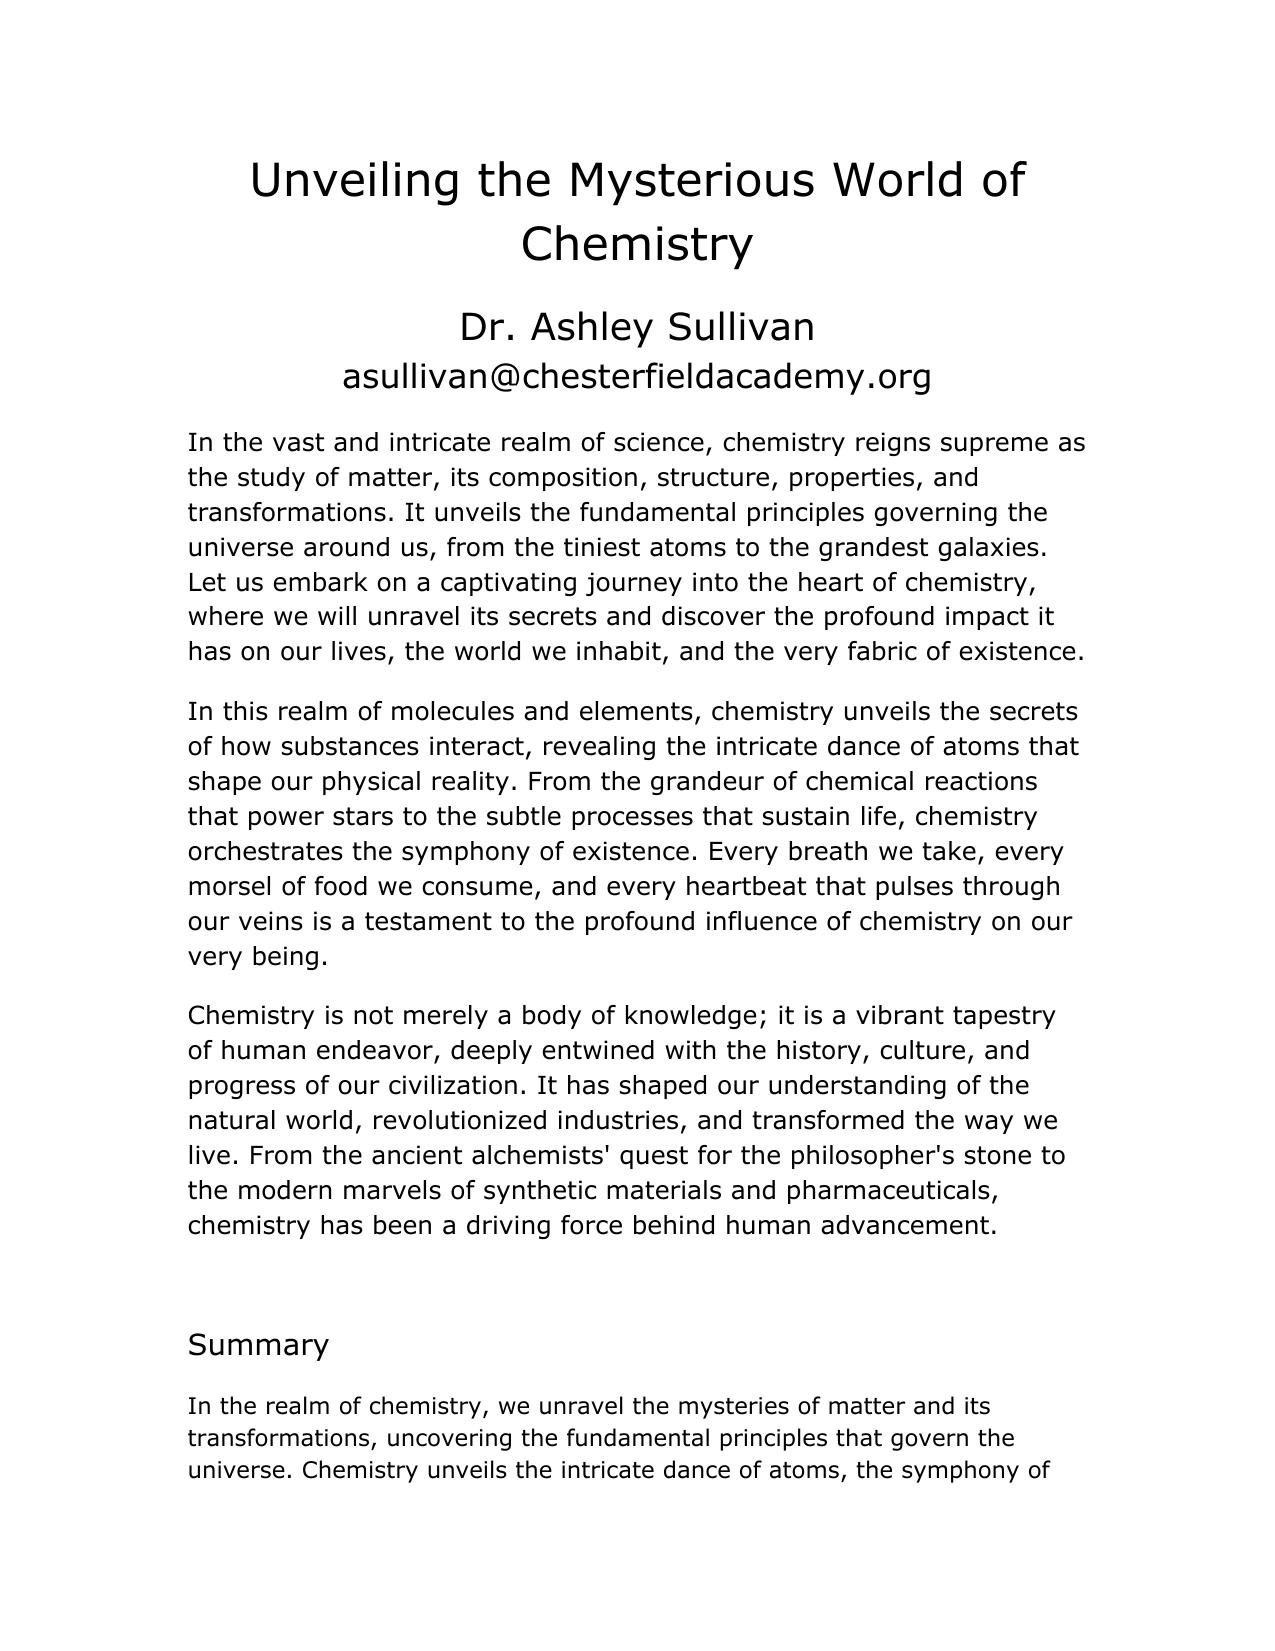 Unveiling the Mysterious World of
Chemistry
Dr. Ashley Sullivan
asullivan@chesterfieldacademy.org
In the vast and intricate realm of science, chemistry reigns supreme as
the study of matter, its composition, structure, properties, and
transformations. It unveils the fundamental principles governing the
universe around us, from the tiniest atoms to the grandest galaxies.
Let us embark on a captivating journey into the heart of chemistry,
where we will unravel its secrets and discover the profound impact it
has on our lives, the world we inhabit, and the very fabric of existence.
In this realm of molecules and elements, chemistry unveils the secrets
of how substances interact, revealing the intricate dance of atoms that
shape our physical reality. From the grandeur of chemical reactions
that power stars to the subtle processes that sustain life, chemistry
orchestrates the symphony of existence. Every breath we take, every
morsel of food we consume, and every heartbeat that pulses through
our veins is a testament to the profound influence of chemistry on our
very being.
Chemistry is not merely a body of knowledge; it is a vibrant tapestry
of human endeavor, deeply entwined with the history, culture, and
progress of our civilization. It has shaped our understanding of the
natural world, revolutionized industries, and transformed the way we
live. From the ancient alchemists' quest for the philosopher's stone to
the modern marvels of synthetic materials and pharmaceuticals,
chemistry has been a driving force behind human advancement.
Summary
In the realm of chemistry, we unravel the mysteries of matter and its
transformations, uncovering the fundamental principles that govern the
universe. Chemistry unveils the intricate dance of atoms, the symphony of